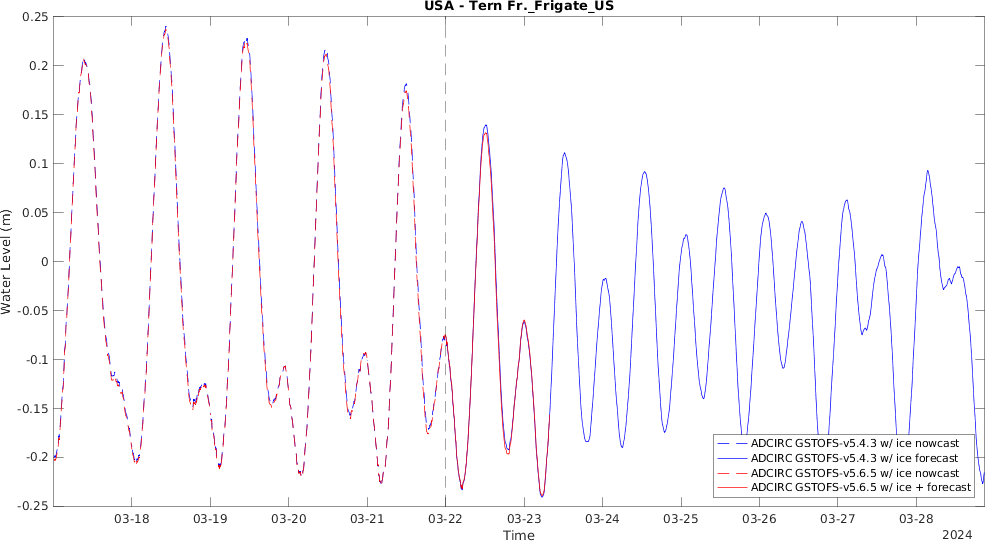 USA - Tern Fr._Frigate_US
0.25
0.2
0.15
0.1
0.05
0
-0.05
-0.1
-0.15
-0.2
-0.25
Water Level (m)
ADCIRC GSTOFS-v5.4.3 w/ ice nowcast
ADCIRC GSTOFS-v5.4.3 w/ ice forecast
ADCIRC GSTOFS-v5.6.5 w/ ice nowcast
ADCIRC GSTOFS-v5.6.5 w/ ice + forecast
03-18 03-19 03-20 03-21 03-22 03-23 03-24 03-25 03-26 03-27 03-28
Time
2024